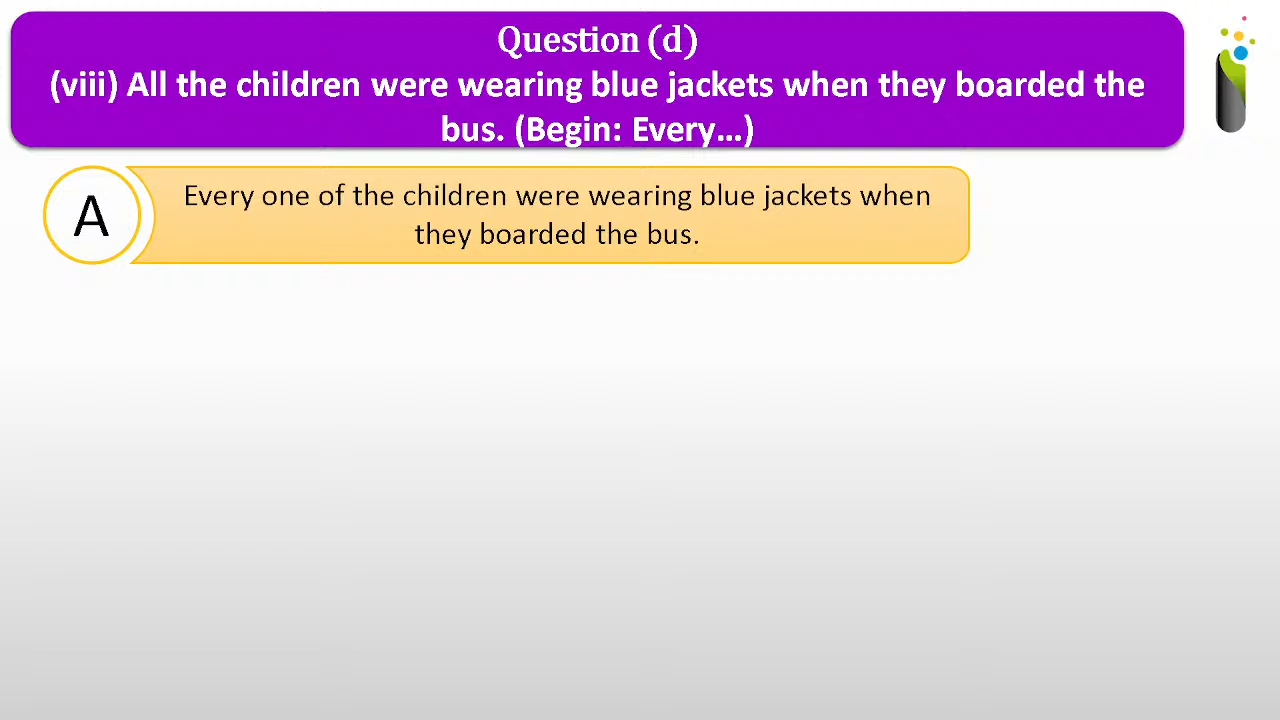 Question (d)
(viii) All the children were wearing blue jackets when they boarded the
bus. (Begin: Every...)
A
Every one of the children were wearing blue jackets when
they boarded the bus.